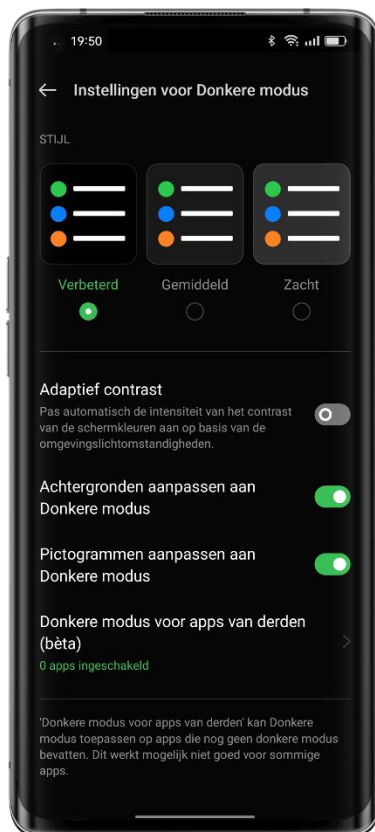 19:50
Instellingen voor Donkere modus
STIJL
Verbeterd Gemiddeld Zacht
Adaptief contrast
Pas automatisch de intensiteit van het contrast
van de schermkleuren aan op basis van de
omgevingslichtomstandigheden.
Achtergronden aanpassen aan
Donkere modus
Pictogrammen aanpassen aan
Donkere modus
Donkere modus voor apps van derden
(bèta)
0 apps ingeschakeld
'Donkere modus voor apps van derden' kan Donkere
modus toepassen op apps die nog geen donkere modus
bevatten. Dit werkt mogelijk niet goed voor sommige
apps.